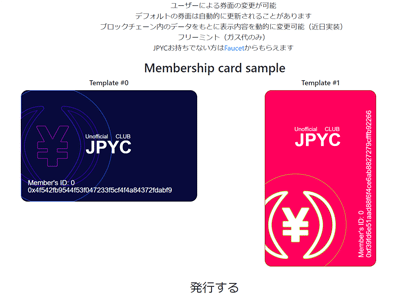 ユーザーによる券面の変更が可能
デフォルトの券面は自動的に更新されることがあります
ブロックチェーン内のデータをもとに表示内容を動的に変更可能（近日実装）
フリーミント（ガス代のみ）
JPYCお持ちでない方はFaucetからもらえます
Membership card sample
Template #0
Template #1
Unofficial CLUB
JPYC
Member's ID: 0
0x4f542fb9544f53f047233f5cf4f4a84372fdabf9
Unofficial CLUB
JPYC
Member's ID: 0
0xf39fd6e51aad88f6f4ce6ab8827279cfffb92266
発行する